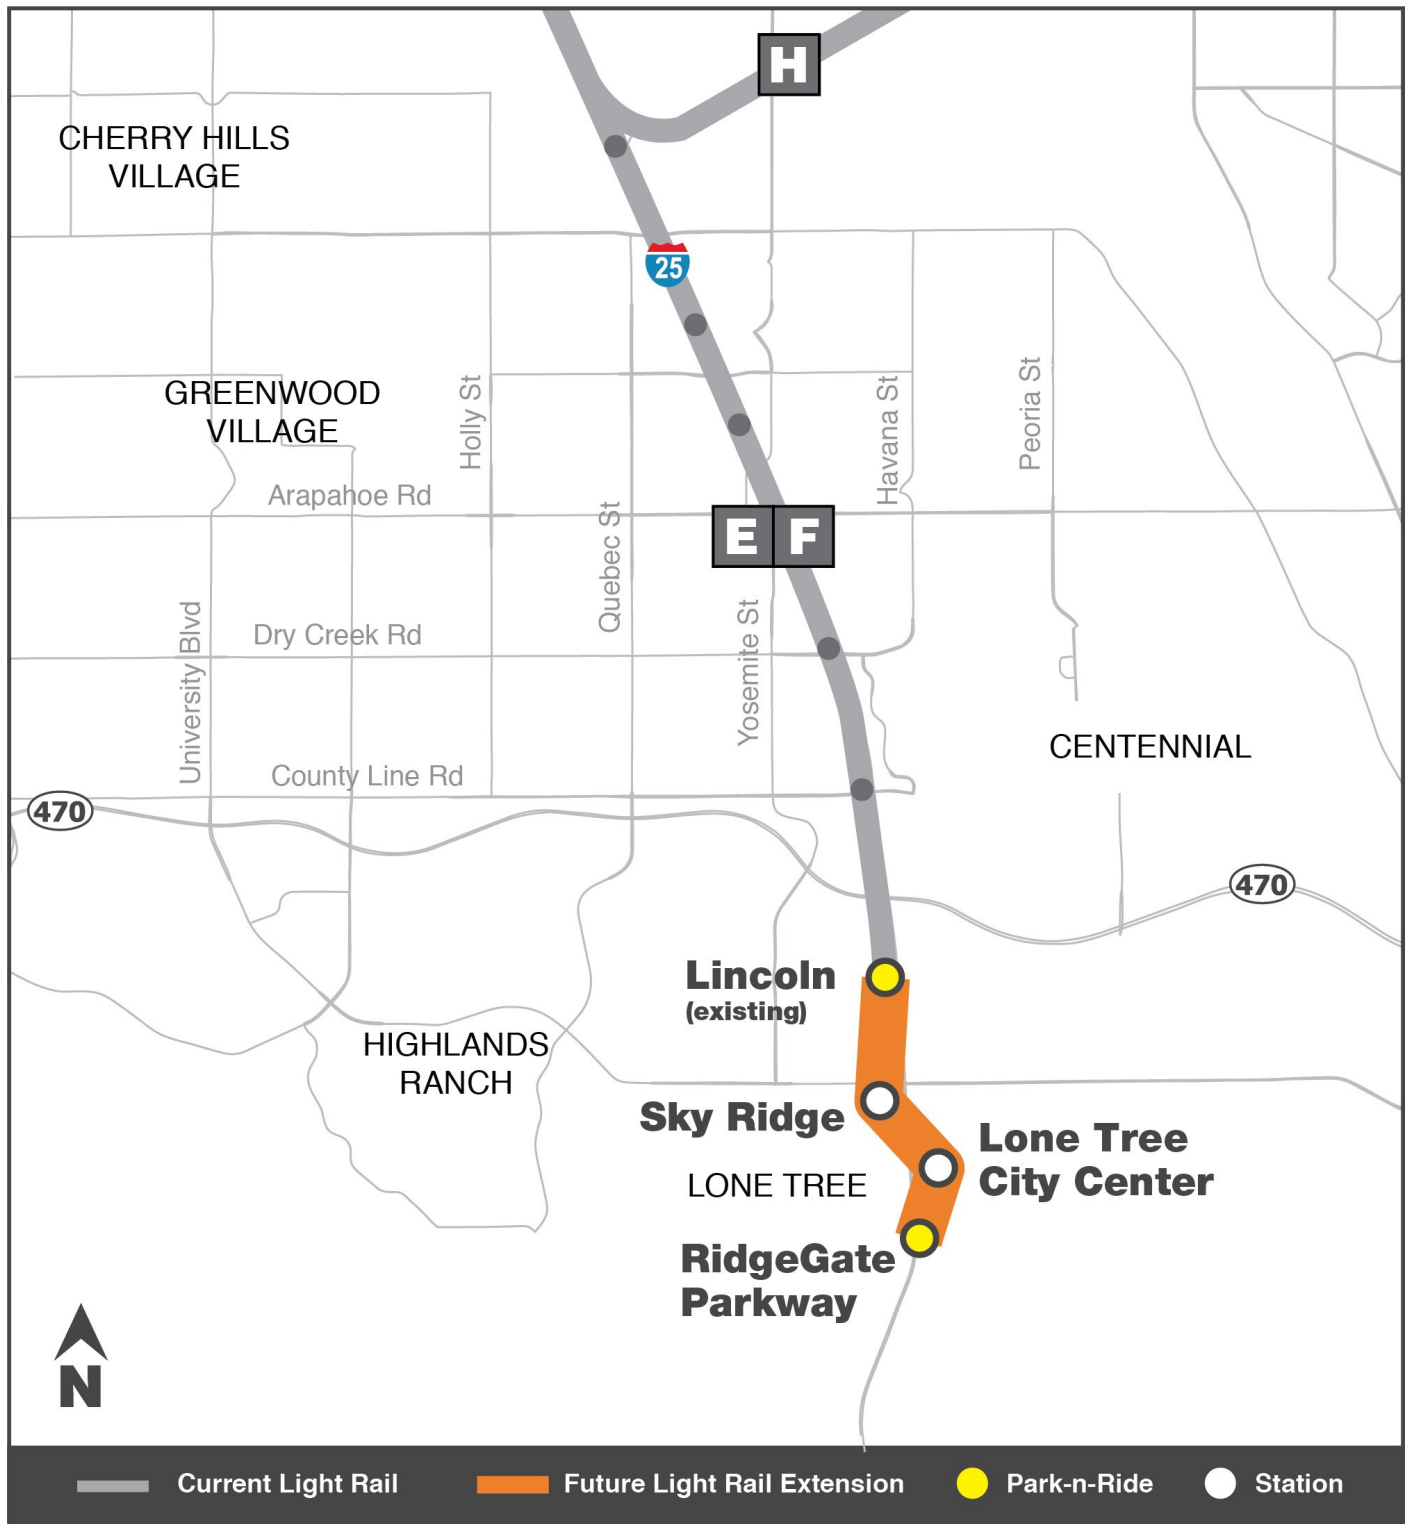 H
CHERRY HILLS
VILLAGE
25
GREENWOOD
VILLAGE
Holly St
Havana St
Peoria St
Arapahoe Rd
Quebec St
E F
University Blvd
Dry Creek Rd
Yosemite St
CENTENNIAL
County Line Rd
470
470
Lincoln
(existing)
HIGHLANDS
RANCH
Sky Ridge
Lone Tree
City Center
LONE TREE
RidgeGate
Parkway
N
Current Light Rail
Future Light Rail Extension
Park-n-Ride
Station